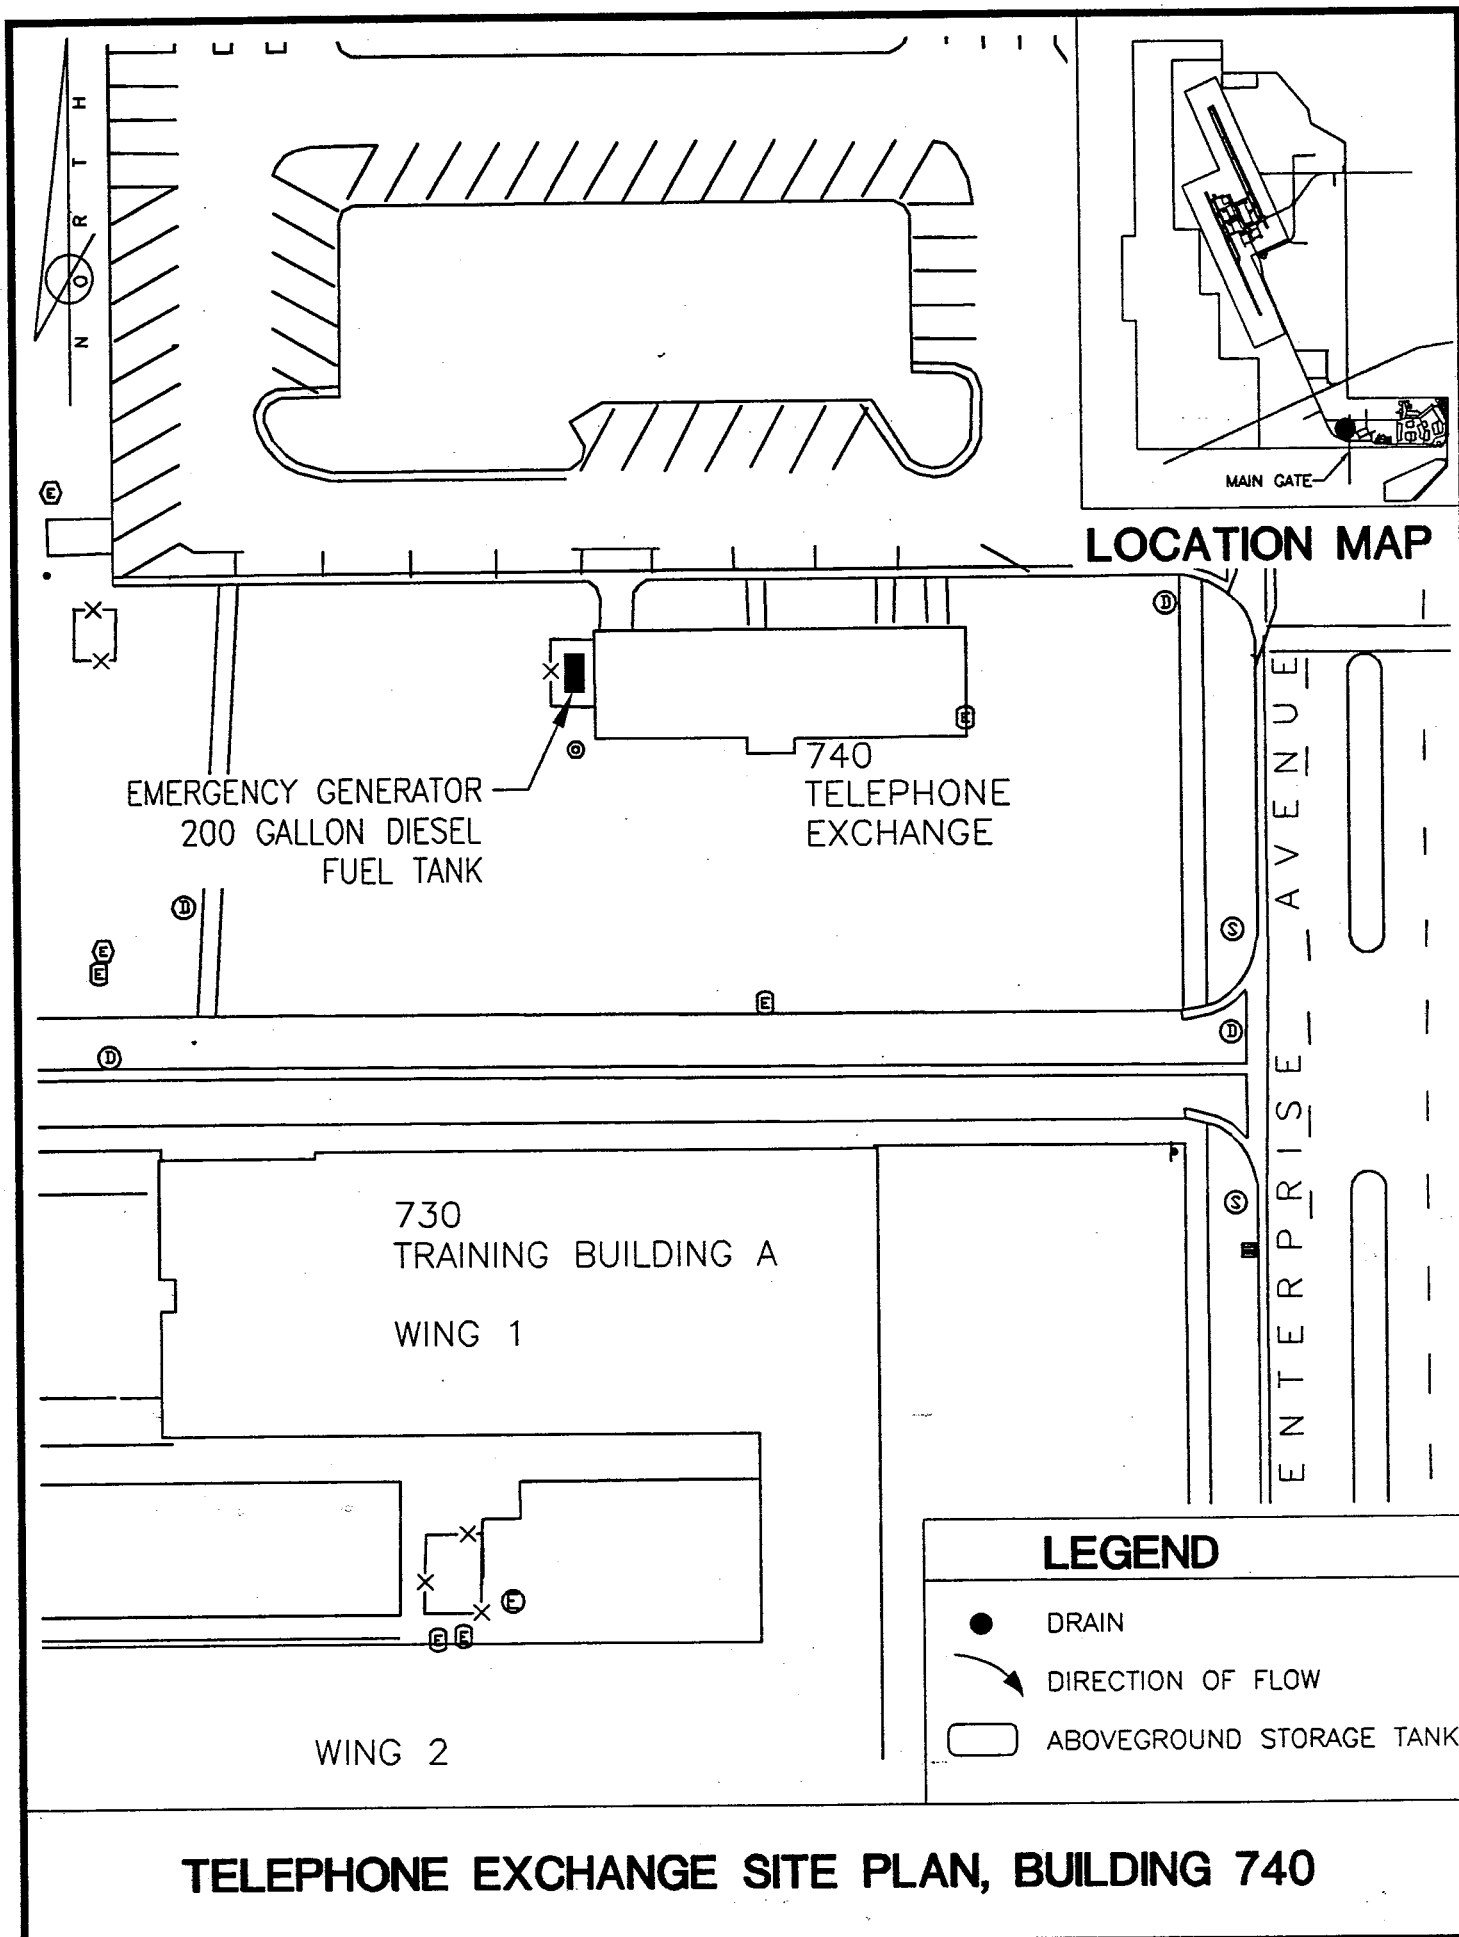 NORTH
MAIN GATE
LOCATION MAP
E
D
E
EMERGENCY GENERATOR
200 GALLON DIESEL
FUEL TANK
740
TELEPHONE
EXCHANGE
ENTERPRISE AVENUE
D
S
E
E
E
D
D
730
TRAINING BUILDING A
WING 1
S
E
E
E
WING 2
LEGEND
DRAIN
DIRECTION OF FLOW
ABOVEGROUND STORAGE TANK
TELEPHONE EXCHANGE SITE PLAN, BUILDING 740